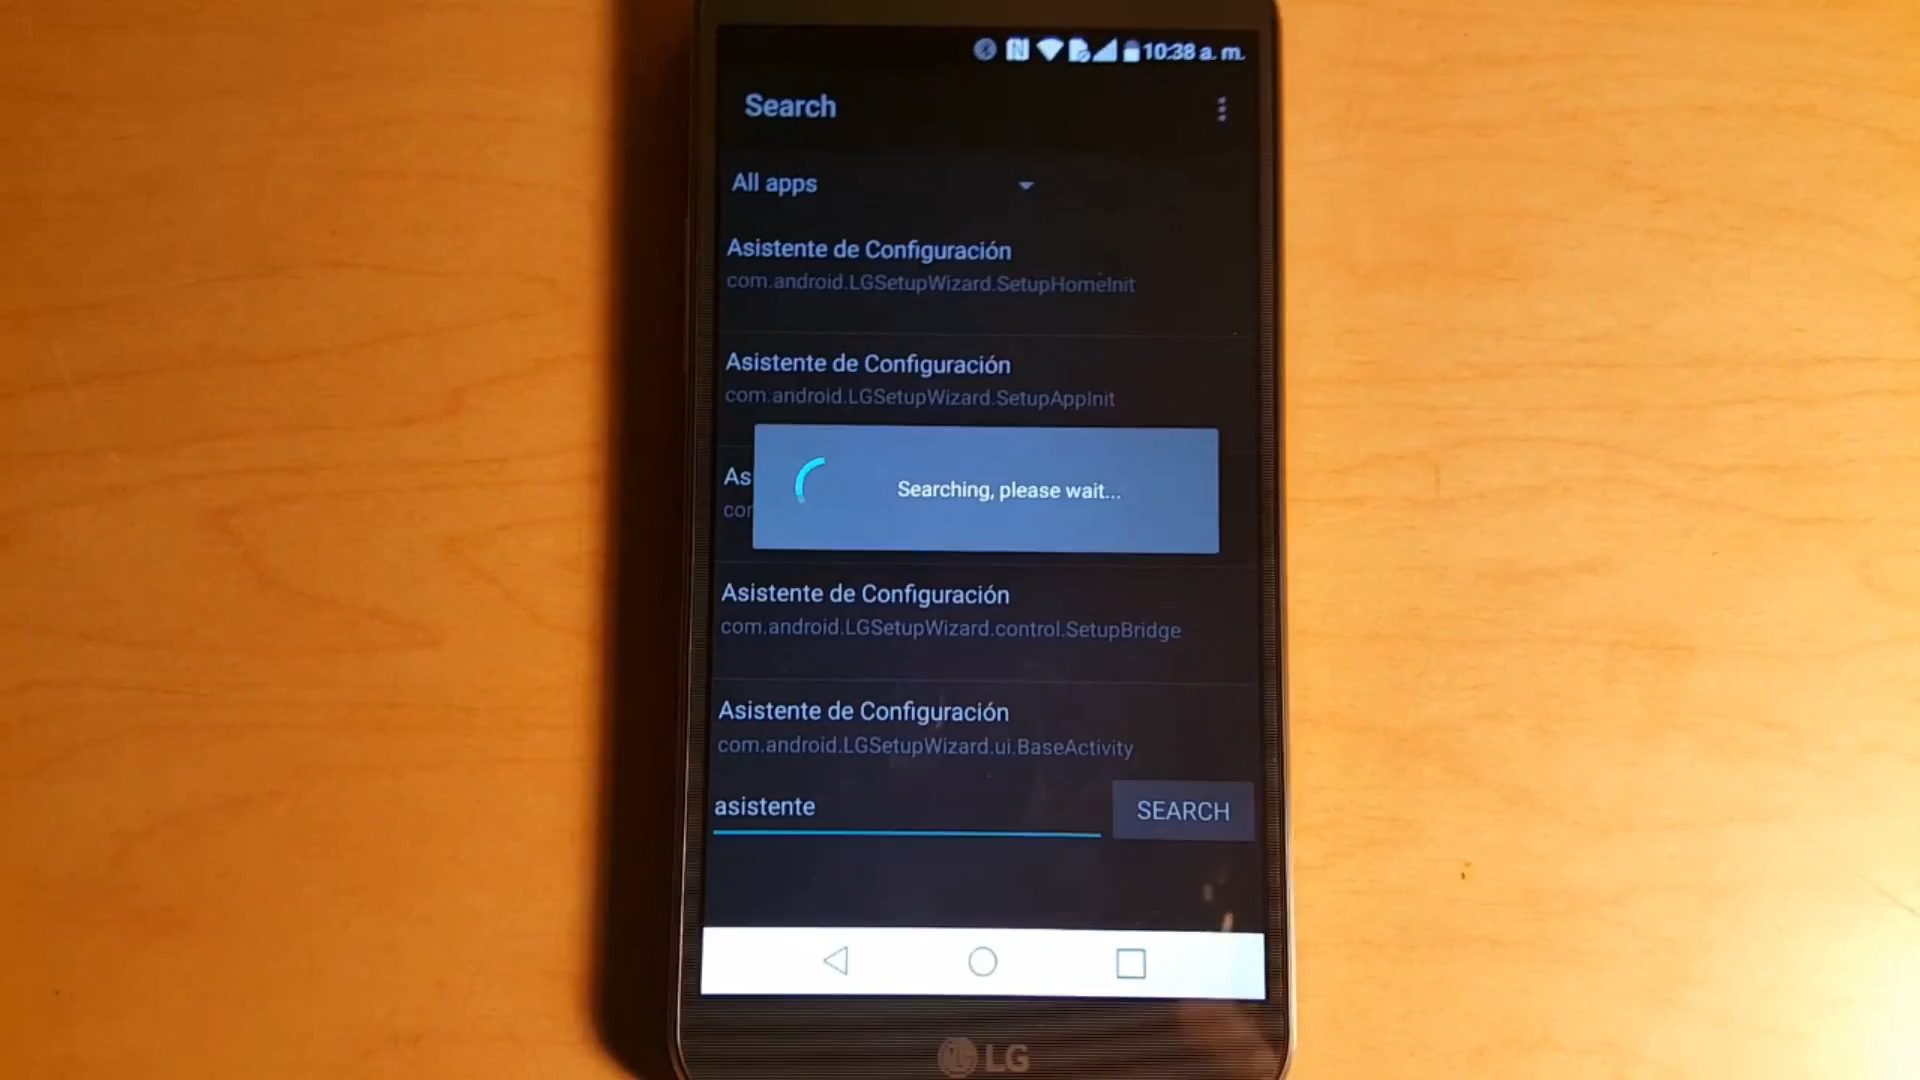 10:38 a. m.
Search
All apps
Asistente de Configuración
com.android.LGSetupWizard.SetupHomeInit
Asistente de Configuración
com.android.LGSetupWizard.SetupAppInit
As
cor
Searching, please wait...
Asistente de Configuración
com.android.LGSetupWizard.control.SetupBridge
Asistente de Configuración
com.android.LGSetupWizard.ui.BaseActivity
asistente
SEARCH
LG